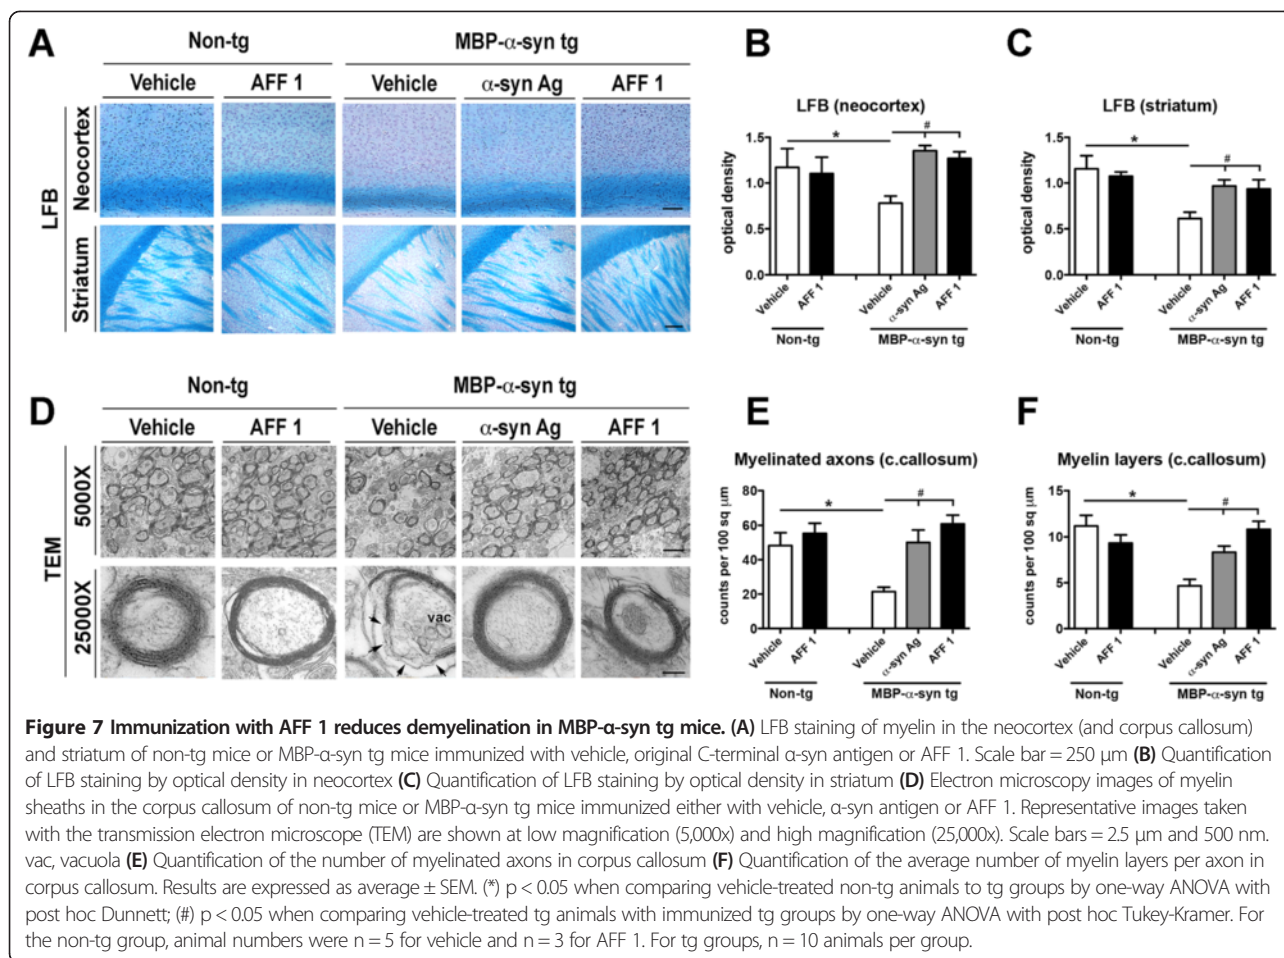 A
Non-tg
MBP-α-syn tg
Vehicle
AFF 1
Vehicle
α-syn Ag
AFF 1
LFB
Neocortex
Striatum
B
LFB (neocortex)
optical density
1.5
1.0
0.5
0.0
*
#
Vehicle
AFF 1
Vehicle
α-syn Ag
AFF 1
Non-tg
MBP-α-syn tg
C
LFB (striatum)
optical density
1.5
1.0
0.5
0.0
*
#
Vehicle
AFF 1
Vehicle
α-syn Ag
AFF 1
Non-tg
MBP-α-syn tg
D
Non-tg
MBP-α-syn tg
Vehicle
AFF 1
Vehicle
α-syn Ag
AFF 1
TEM
5000X
25000X
vac
E
Myelinated axons (c.callosum)
counts per 100 sq μm
80
60
40
20
0
*
#
Vehicle
AFF 1
Vehicle
α-syn Ag
AFF 1
Non-tg
MBP-α-syn tg
F
Myelin layers (c.callosum)
counts per 100 sq μm
15
10
5
0
*
#
Vehicle
AFF 1
Vehicle
α-syn Ag
AFF 1
Non-tg
MBP-α-syn tg
Figure 7 Immunization with AFF 1 reduces demyelination in MBP-α-syn tg mice. (A) LFB staining of myelin in the neocortex (and corpus callosum)
and striatum of non-tg mice or MBP-α-syn tg mice immunized with vehicle, original C-terminal α-syn antigen or AFF 1. Scale bar = 250 μm (B) Quantification
of LFB staining by optical density in neocortex (C) Quantification of LFB staining by optical density in striatum (D) Electron microscopy images of myelin
sheaths in the corpus callosum of non-tg mice or MBP-α-syn tg mice immunized either with vehicle, α-syn antigen or AFF 1. Representative images taken
with the transmission electron microscope (TEM) are shown at low magnification (5,000x) and high magnification (25,000x). Scale bars = 2.5 μm and 500 nm.
vac, vacuola (E) Quantification of the number of myelinated axons in corpus callosum (F) Quantification of the average number of myelin layers per axon in
corpus callosum. Results are expressed as average ± SEM. (*) p < 0.05 when comparing vehicle-treated non-tg animals to tg groups by one-way ANOVA with
post hoc Dunnett; (#) p < 0.05 when comparing vehicle-treated tg animals with immunized tg groups by one-way ANOVA with post hoc Tukey-Kramer. For
the non-tg group, animal numbers were n = 5 for vehicle and n = 3 for AFF 1. For tg groups, n = 10 animals per group.